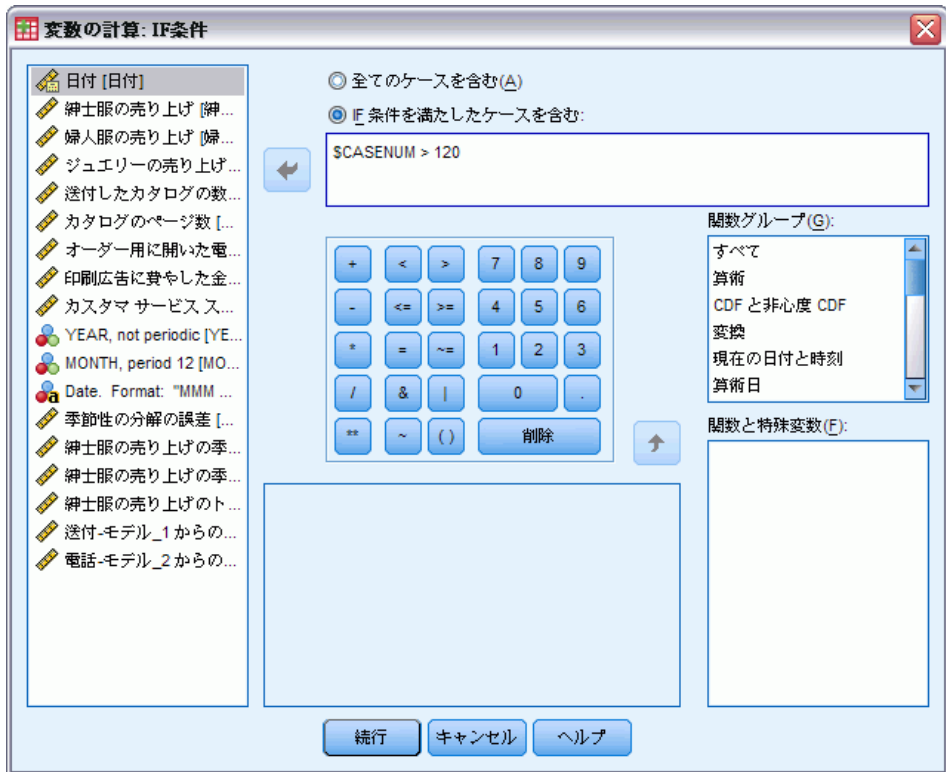 変数の計算: IF条件
日付 [日付]
紳士服の売り上げ [紳...
婦人服の売り上げ [婦...
ジュエリーの売り上げ...
送付したカタログの数...
カタログのページ数 [...
オーダー用に開いた電...
印刷広告に費やした金...
カスタマ サービス ス...
YEAR, not periodic [YE...
MONTH, period 12 [MO...
Date. Format: "MMM ...
季節性の分解の誤差 [...
紳士服の売り上げの季...
紳士服の売り上げの季...
紳士服の売り上げのト...
送付-モデル_1 からの...
電話-モデル_2 からの...
全てのケースを含む(A)
IF 条件を満たしたケースを含む:
$CASENUM > 120
+ < > 7 8 9
- <= >= 4 5 6
* = ~= 1 2 3
/ & | 0 .
** ~ ( ) 削除
関数グループ(G):
すべて
算術
CDF と非心度 CDF
変換
現在の日付と時刻
算術日
関数と特殊変数(F):
続行 キャンセル ヘルプ